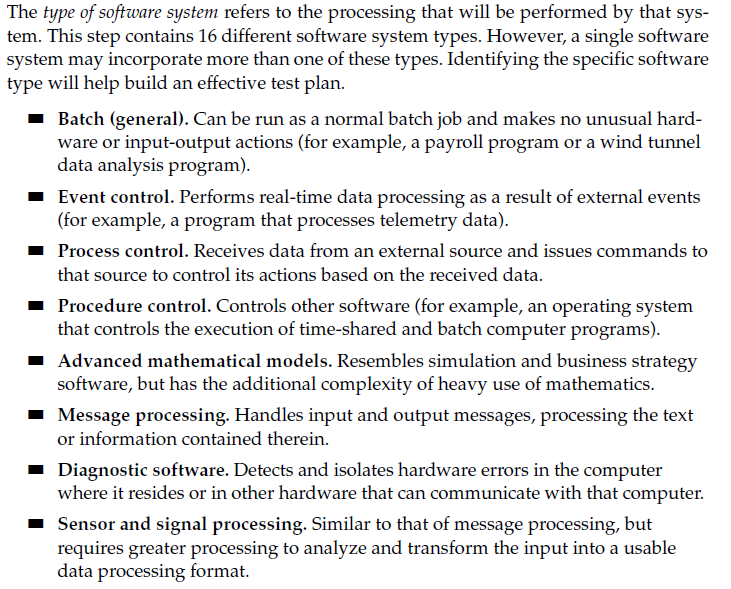 The type of software system refers to the processing that will be performed by that sys-
tem. This step contains 16 different software system types. However, a single software
system may incorporate more than one of these types. Identifying the specific software
type will help build an effective test plan.
■ Batch (general). Can be run as a normal batch job and makes no unusual hard-
ware or input-output actions (for example, a payroll program or a wind tunnel
data analysis program).
■ Event control. Performs real-time data processing as a result of external events
(for example, a program that processes telemetry data).
■ Process control. Receives data from an external source and issues commands to
that source to control its actions based on the received data.
■ Procedure control. Controls other software (for example, an operating system
that controls the execution of time-shared and batch computer programs).
■ Advanced mathematical models. Resembles simulation and business strategy
software, but has the additional complexity of heavy use of mathematics.
■ Message processing. Handles input and output messages, processing the text
or information contained therein.
■ Diagnostic software. Detects and isolates hardware errors in the computer
where it resides or in other hardware that can communicate with that computer.
■ Sensor and signal processing. Similar to that of message processing, but
requires greater processing to analyze and transform the input into a usable
data processing format.